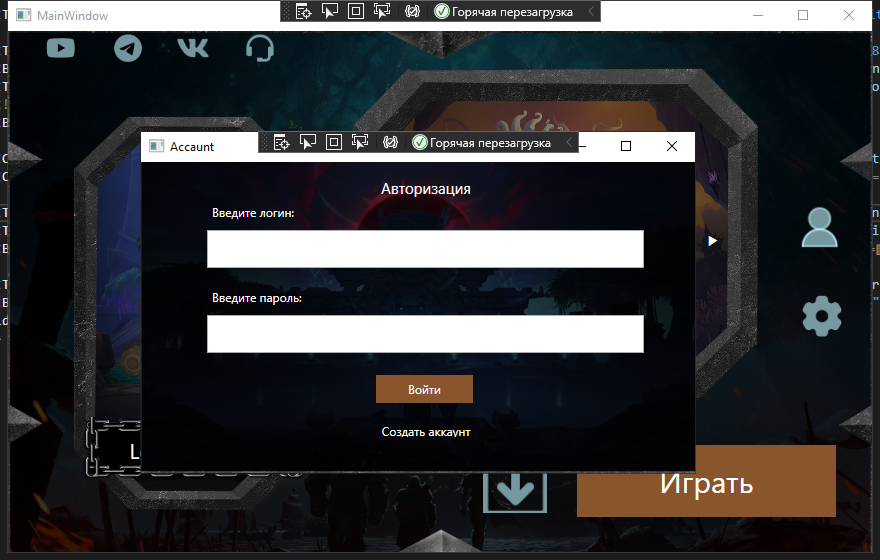 MainWindow
Горячая перезагрузка
Accaunt
Горячая перезагрузка
Авторизация
Введите логин:
Введите пароль:
Войти
Создать аккаунт
Играть